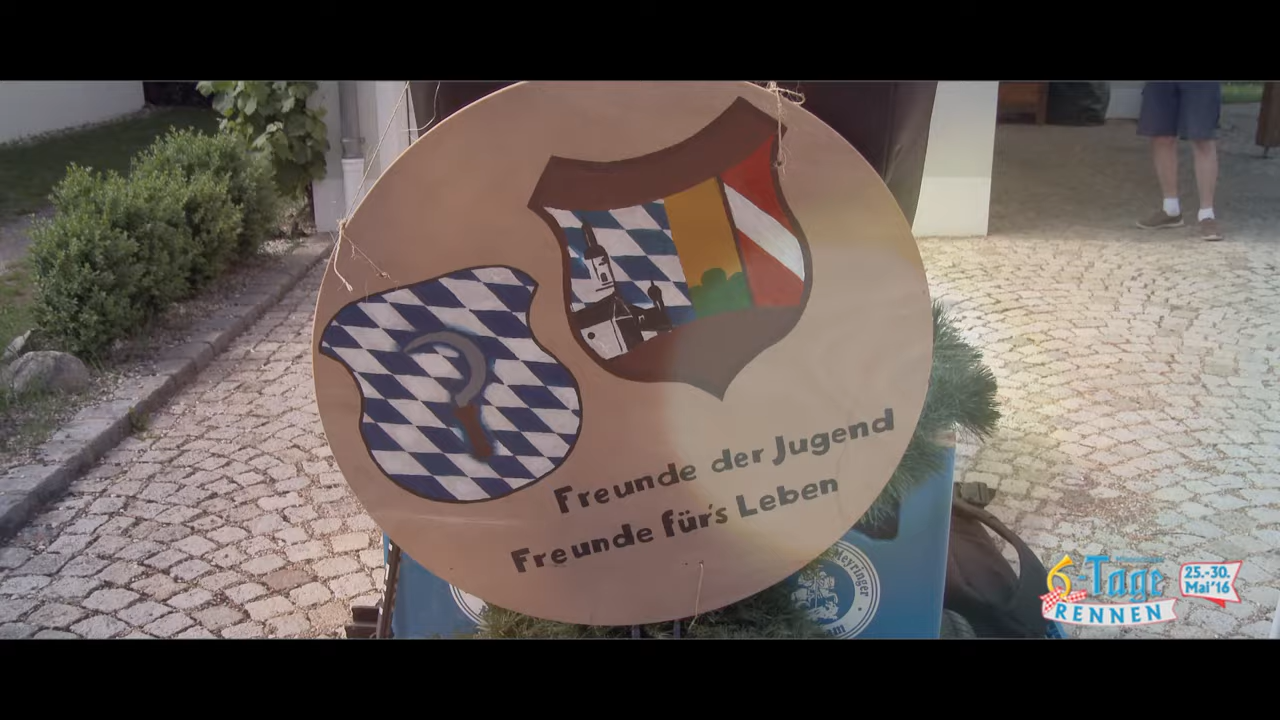 Freunde der Jugend
Freunde für's Leben
6-Tage
RENNEN
25.-30.
Mai'16